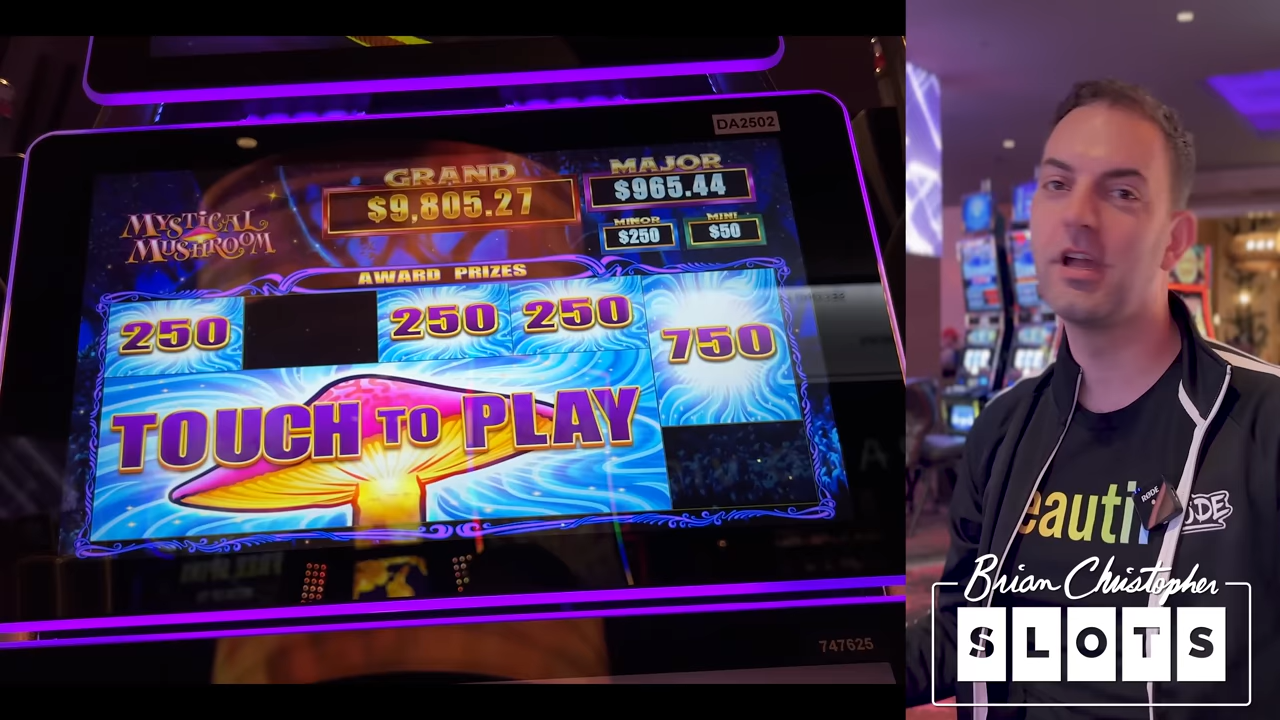 DA2502
GRAND
$9,805.27
MAJOR
$965.44
MINOR
$250
MINI
$50
MYSTICAL
MUSHROOM
AWARD PRIZES
250
250
250
750
TOUCH TO PLAY
747625
RØDE
Brian Christopher
SLOTS